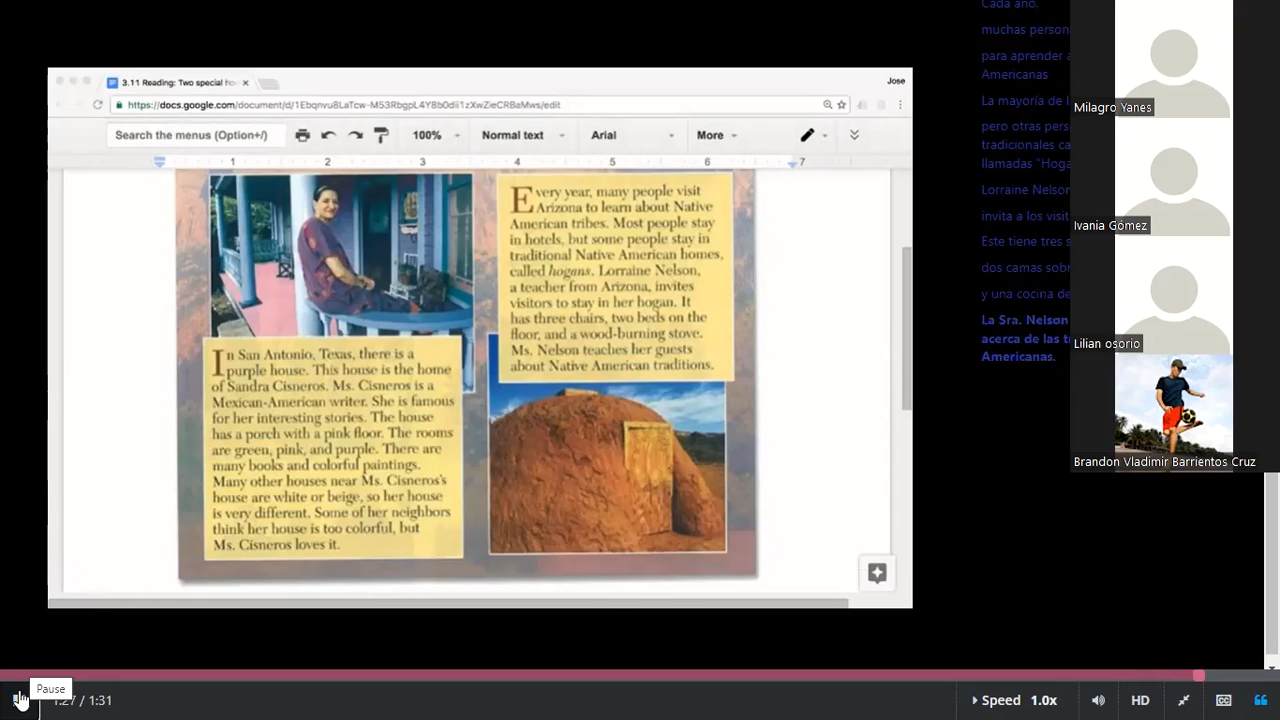 3.11 Reading: Two special ho
Jose
https://docs.google.com/document/d/1Ebqnvu8LaTcw-M53RbgpL4Y8b0dii1zXwZieCRBaMws/edit
Search the menus (Option+/)
100%
Normal text
Arial
More
1 2 3 4 5 6 7
In San Antonio, Texas, there is a
purple house. This house is the home
of Sandra Cisneros. Ms. Cisneros is a
Mexican-American writer. She is famous
for her interesting stories. The house
has a porch with a pink floor. The rooms
are green, pink, and purple. There are
many books and colorful paintings.
Many other houses near Ms. Cisneros's
house are white or beige, so her house
is very different. Some of her neighbors
think her house is too colorful, but
Ms. Cisneros loves it.
Every year, many people visit
Arizona to learn about Native
American tribes. Most people stay
in hotels, but some people stay in
traditional Native American homes,
called hogans. Lorraine Nelson,
a teacher from Arizona, invites
visitors to stay in her hogan. It
has three chairs, two beds on the
floor, and a wood-burning stove.
Ms. Nelson teaches her guests
about Native American traditions.
Cada año,
muchas person
para aprender a
Americanas
La mayoría de l
pero otras pers
tradicionales ca
llamadas "Hoga
Lorraine Nelson
invita a los visit
Este tiene tres s
dos camas sob
y una cocina de
La Sra. Nelson
acerca de las t
Americanas.
Milagro Yanes
Ivania Gómez
Lilian osorio
Brandon Vladimir Barrientos Cruz
Pause
1:27 / 1:31
Speed 1.0x
HD
CC